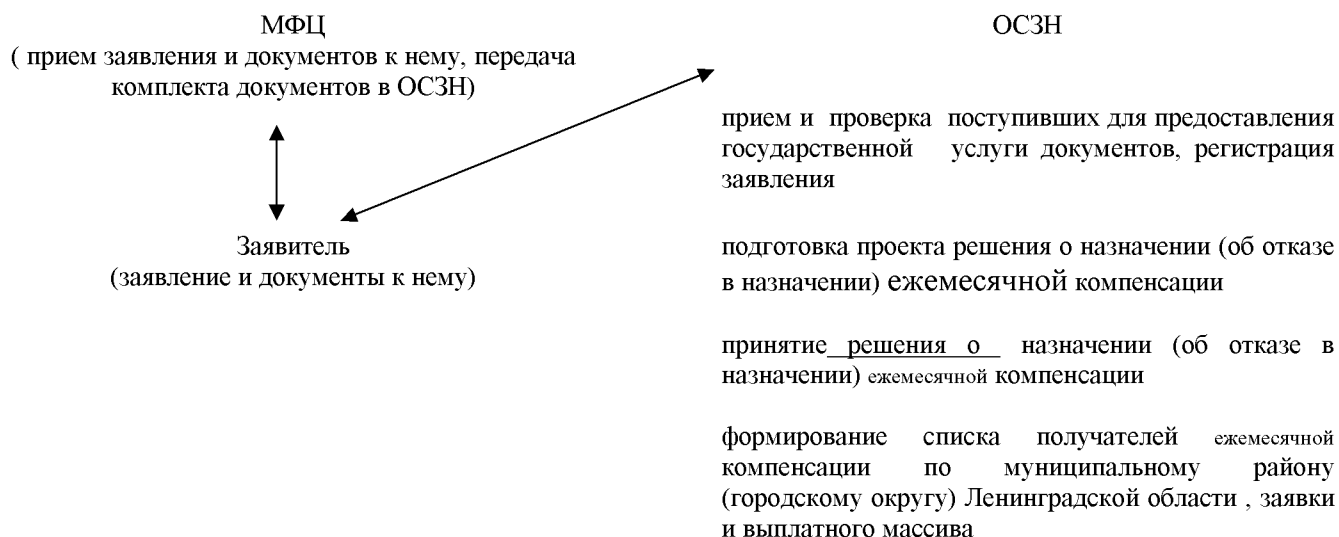 МФЦ
( прием заявления и документов к нему, передача
комплекта документов в ОСЗН)
Заявитель
(заявление и документы к нему)
ОСЗН
прием и проверка поступивших для предоставления
государственной услуги документов, регистрация
заявления
подготовка проекта решения о назначении (об отказе
в назначении) ежемесячной компенсации
принятие решения о назначении (об отказе в
назначении) ежемесячной компенсации
формирование списка получателей ежемесячной
компенсации по муниципальному району
(городскому округу) Ленинградской области , заявки
и выплатного массива